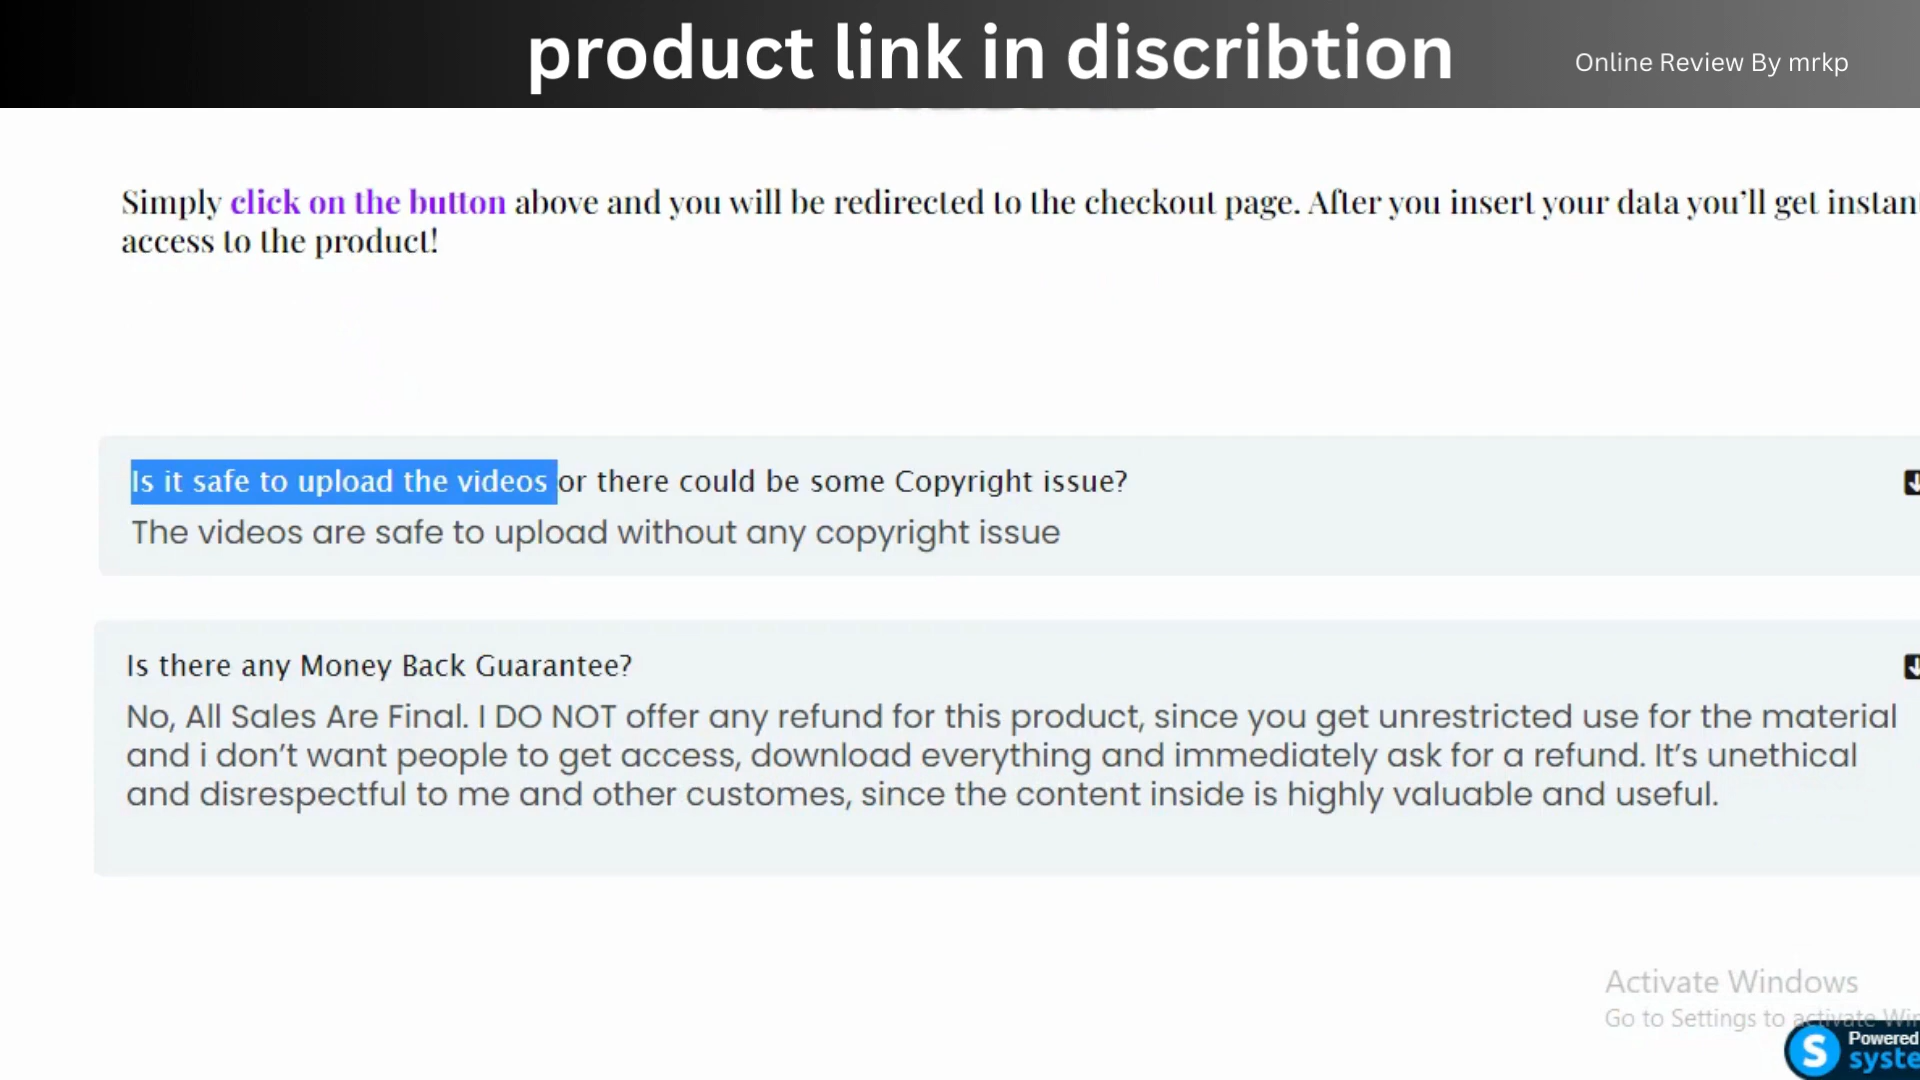 product link in discribtion
Online Review By mrkp
Simply click on the button above and you will be redirected to the checkout page. After you insert your data you’ll get instan
access to the product!
Is it safe to upload the videos or there could be some Copyright issue?
The videos are safe to upload without any copyright issue
Is there any Money Back Guarantee?
No, All Sales Are Final. I DO NOT offer any refund for this product, since you get unrestricted use for the material
and i don’t want people to get access, download everything and immediately ask for a refund. It’s unethical
and disrespectful to me and other customes, since the content inside is highly valuable and useful.
Activate Windows
Go to Settings to activate Win
Powered
syste